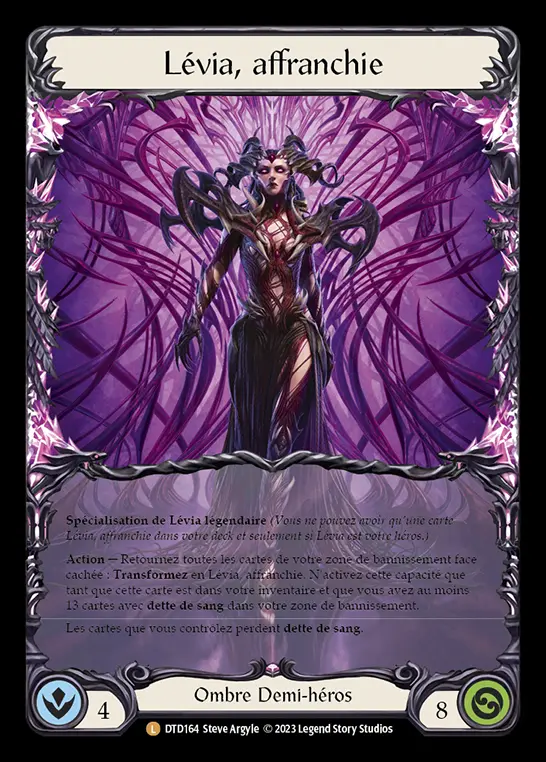 Lévia, affranchie
Spécialisation de Lévia légendaire (Vous ne pouvez avoir qu'une carte
Lévia, affranchie dans votre deck et seulement si Lévia est votre héros.)
Action — Retournez toutes les cartes de votre zone de bannissement face
cachée : Transformez en Lévia, affranchie. N'activez cette capacité que
tant que cette carte est dans votre inventaire et que vous avez au moins
13 cartes avec dette de sang dans votre zone de bannissement.
Les cartes que vous controlez perdent dette de sang.
4
Ombre Demi-héros
8
L DTD164 Steve Argyle © 2023 Legend Story Studios